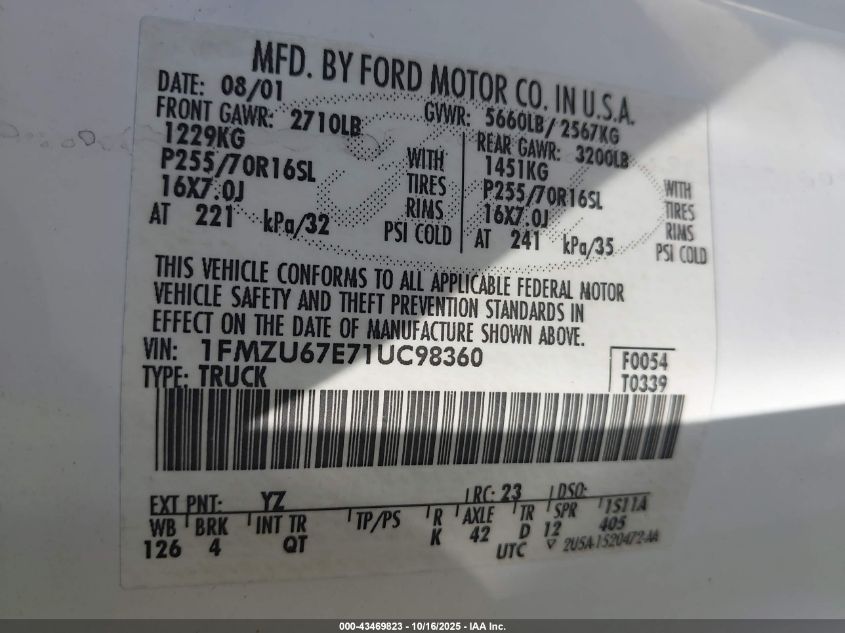 MFD. BY FORD MOTOR CO. IN U.S.A.
DATE: 08/01 GVWR: 5660LB/ 2567KG
FRONT GAWR: 2710LB REAR GAWR: 3200LB
1229KG WITH 1451KG WITH
P255/70R16SL TIRES P255/70R16SL TIRES
16X7.0J RIMS 16X7.0J RIMS
AT 221 kPa/32 PSI COLD AT 241 kPa/35 PSI COLD
THIS VEHICLE CONFORMS TO ALL APPLICABLE FEDERAL MOTOR
VEHICLE SAFETY AND THEFT PREVENTION STANDARDS IN
EFFECT ON THE DATE OF MANUFACTURE SHOWN ABOVE.
VIN: 1FMZU67E71UC98360 F0054
TYPE: TRUCK T0339
EXT PNT: YZ RC: 23 DSO:
WB BRK INT TR TP/PS R AXLE TR SPR 1S11A
126 4 QT K 42 D 12 405
UTC 2U5A-1520472-AA
000-43469823 - 10/16/2025 - IAA Inc.